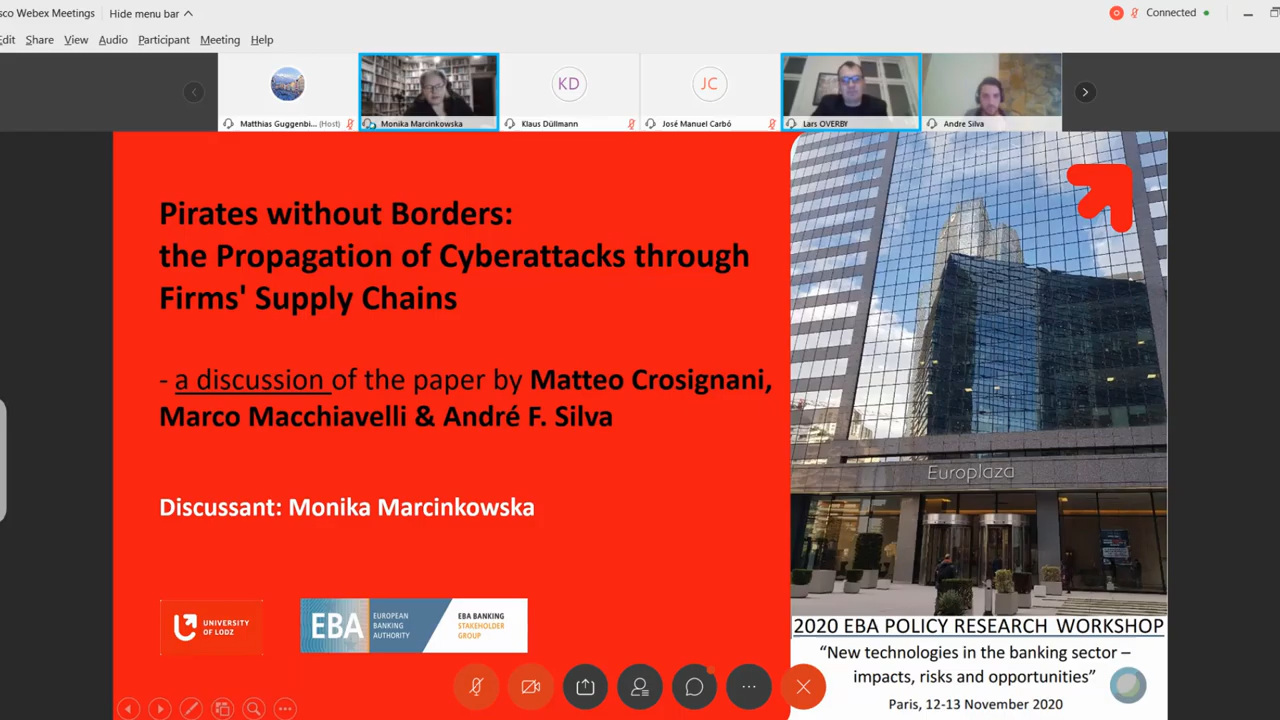 sco Webex Meetings
Hide menu bar
Connected
Edit Share View Audio Participant Meeting Help
KD
JC
Matthias Guggenbi... (Host)
Monika Marcinkowska
Klaus Düllmann
José Manuel Carbó
Lars OVERBY
Andre Silva
Pirates without Borders:
the Propagation of Cyberattacks through
Firms' Supply Chains
- a discussion of the paper by Matteo Crosignani,
Marco Macchiavelli & André F. Silva
Discussant: Monika Marcinkowska
UNIVERSITY
OF LODZ
EBA
EUROPEAN
BANKING
AUTHORITY
EBA BANKING
STAKEHOLDER
GROUP
Europlaza
2020 EBA POLICY RESEARCH WORKSHOP
“New technologies in the banking sector –
impacts, risks and opportunities”
Paris, 12-13 November 2020